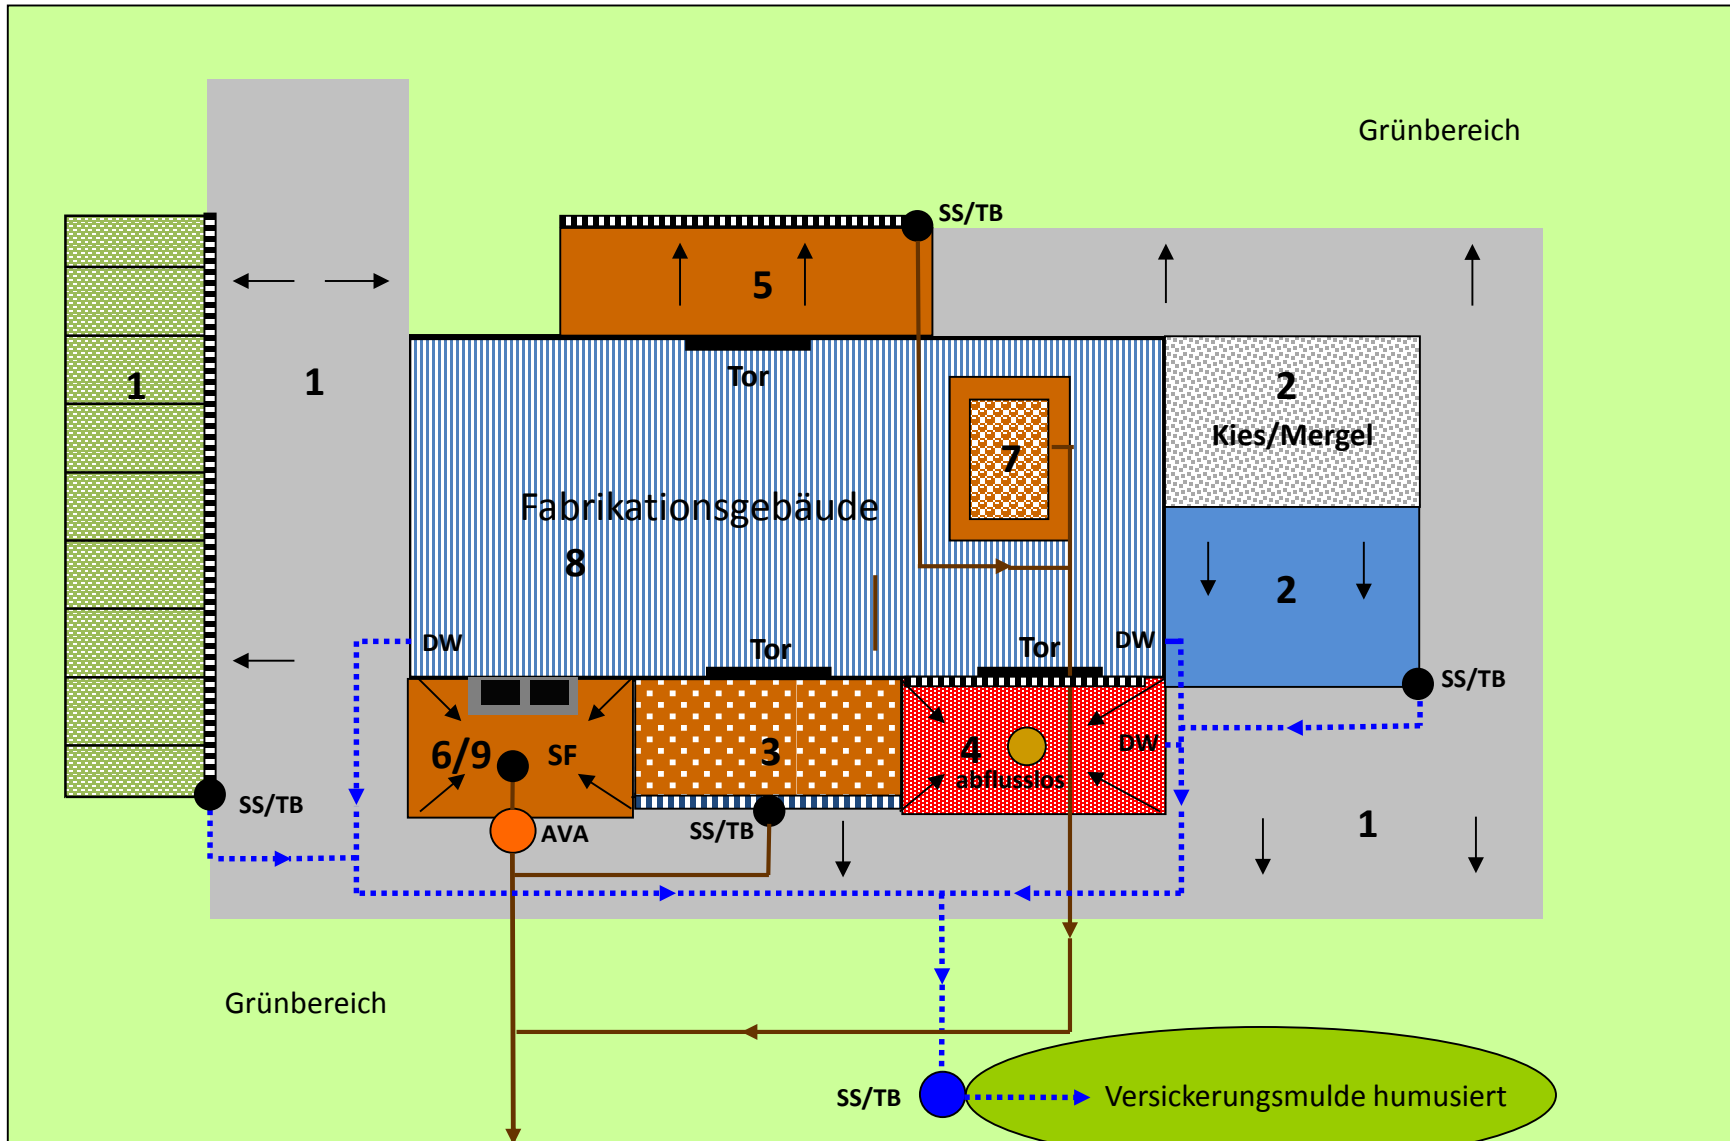 Grünbereich
SS/TB
5
1
1
Tor
2
Kies/Mergel
7
Fabrikationsgebäude
8
2
DW
Tor
Tor
DW
SS/TB
6/9
SF
3
4
DW
abflusslos
SS/TB
AVA
SS/TB
1
Grünbereich
SS/TB
Versickerungsmulde humusiert